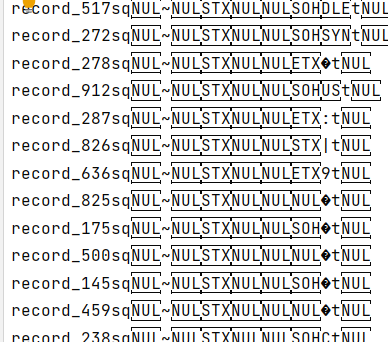 record_517sqNUL~NULSTXNULNULSOHDLEtNUL
record_272sqNUL~NULSTXNULNULSOHSYNtNUL
record_278sqNUL~NULSTXNULNULETX�tNUL
record_912sqNUL~NULSTXNULNULSOHUStNUL
record_287sqNUL~NULSTXNULNULETX:tNUL
record_826sqNUL~NULSTXNULNULSTX|tNUL
record_636sqNUL~NULSTXNULNULETX9tNUL
record_825sqNUL~NULSTXNULNULNUL�tNUL
record_175sqNUL~NULSTXNULNULSOH�tNUL
record_500sqNUL~NULSTXNULNULNUL�tNUL
record_145sqNUL~NULSTXNULNULSOH�tNUL
record_459sqNUL~NULSTXNULNULNUL�tNUL
record_238sqNUL~NULSTXNULNULSOHCtNUL